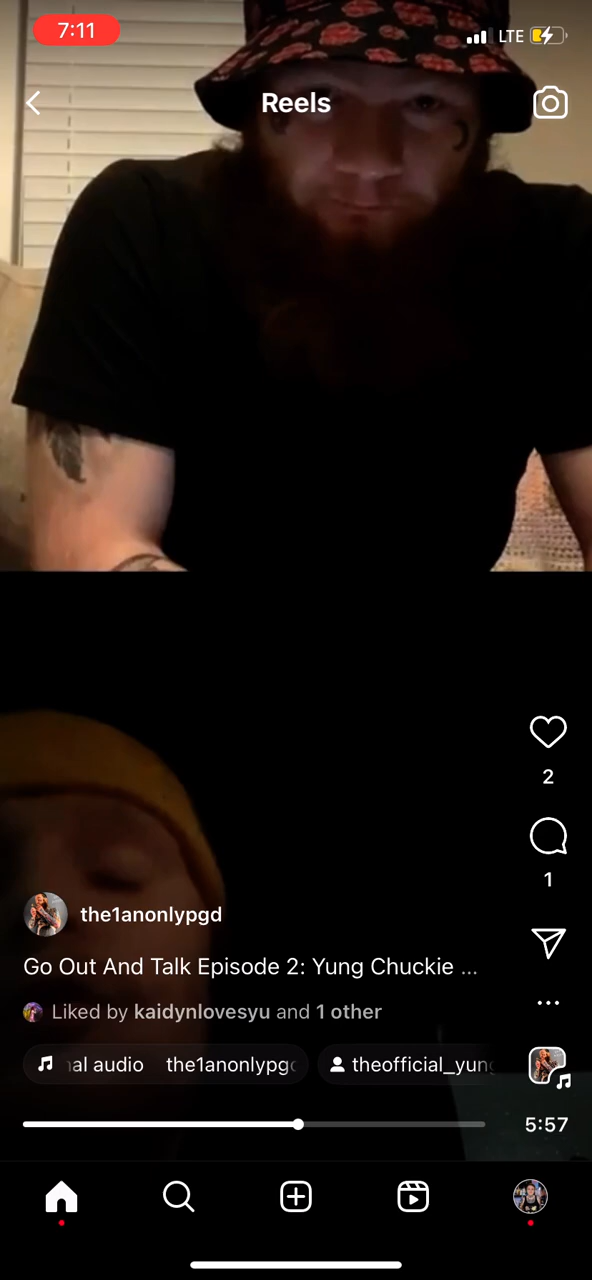 7:11
LTE
Reels
2
1
the1anonlypgd
Go Out And Talk Episode 2: Yung Chuckie ...
Liked by kaidynlovesyu and 1 other
nal audio the1anonlypg
theofficial_yun
5:57